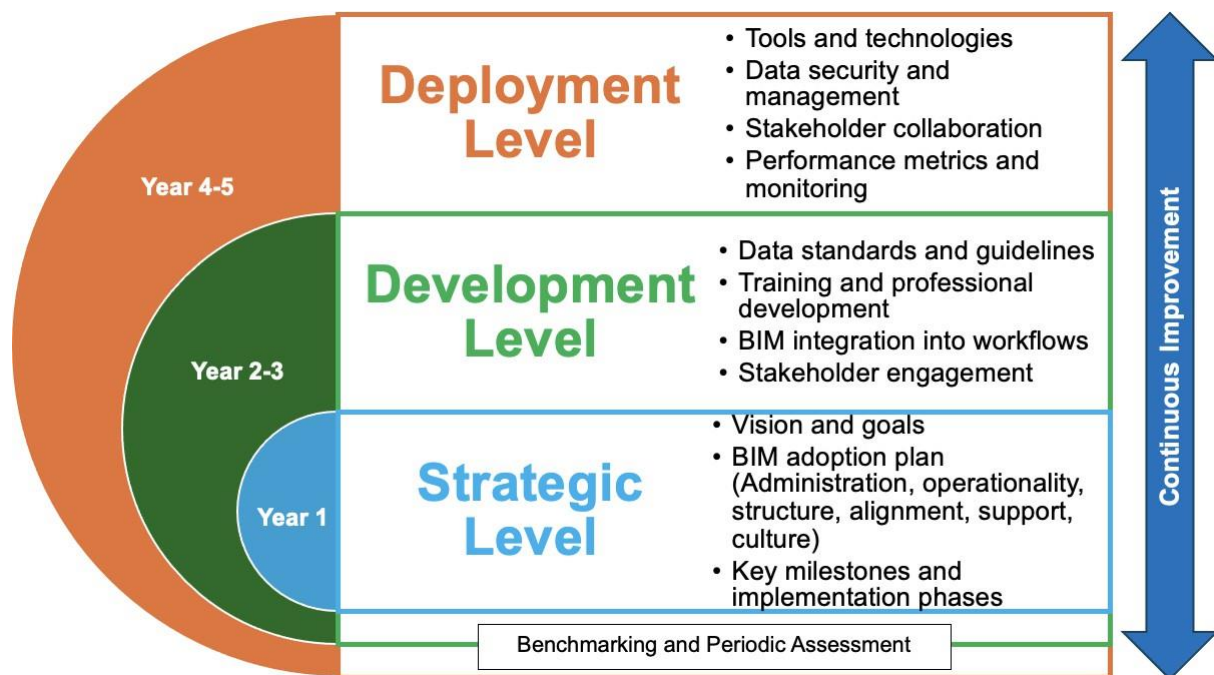 Year 4-5
Deployment
Level
• Tools and technologies
• Data security and
management
• Stakeholder collaboration
• Performance metrics and
monitoring
Year 2-3
Development
Level
• Data standards and guidelines
• Training and professional
development
• BIM integration into workflows
• Stakeholder engagement
Year 1
Strategic
Level
• Vision and goals
• BIM adoption plan
(Administration, operationality,
structure, alignment, support,
culture)
• Key milestones and
implementation phases
Benchmarking and Periodic Assessment
Continuous Improvement